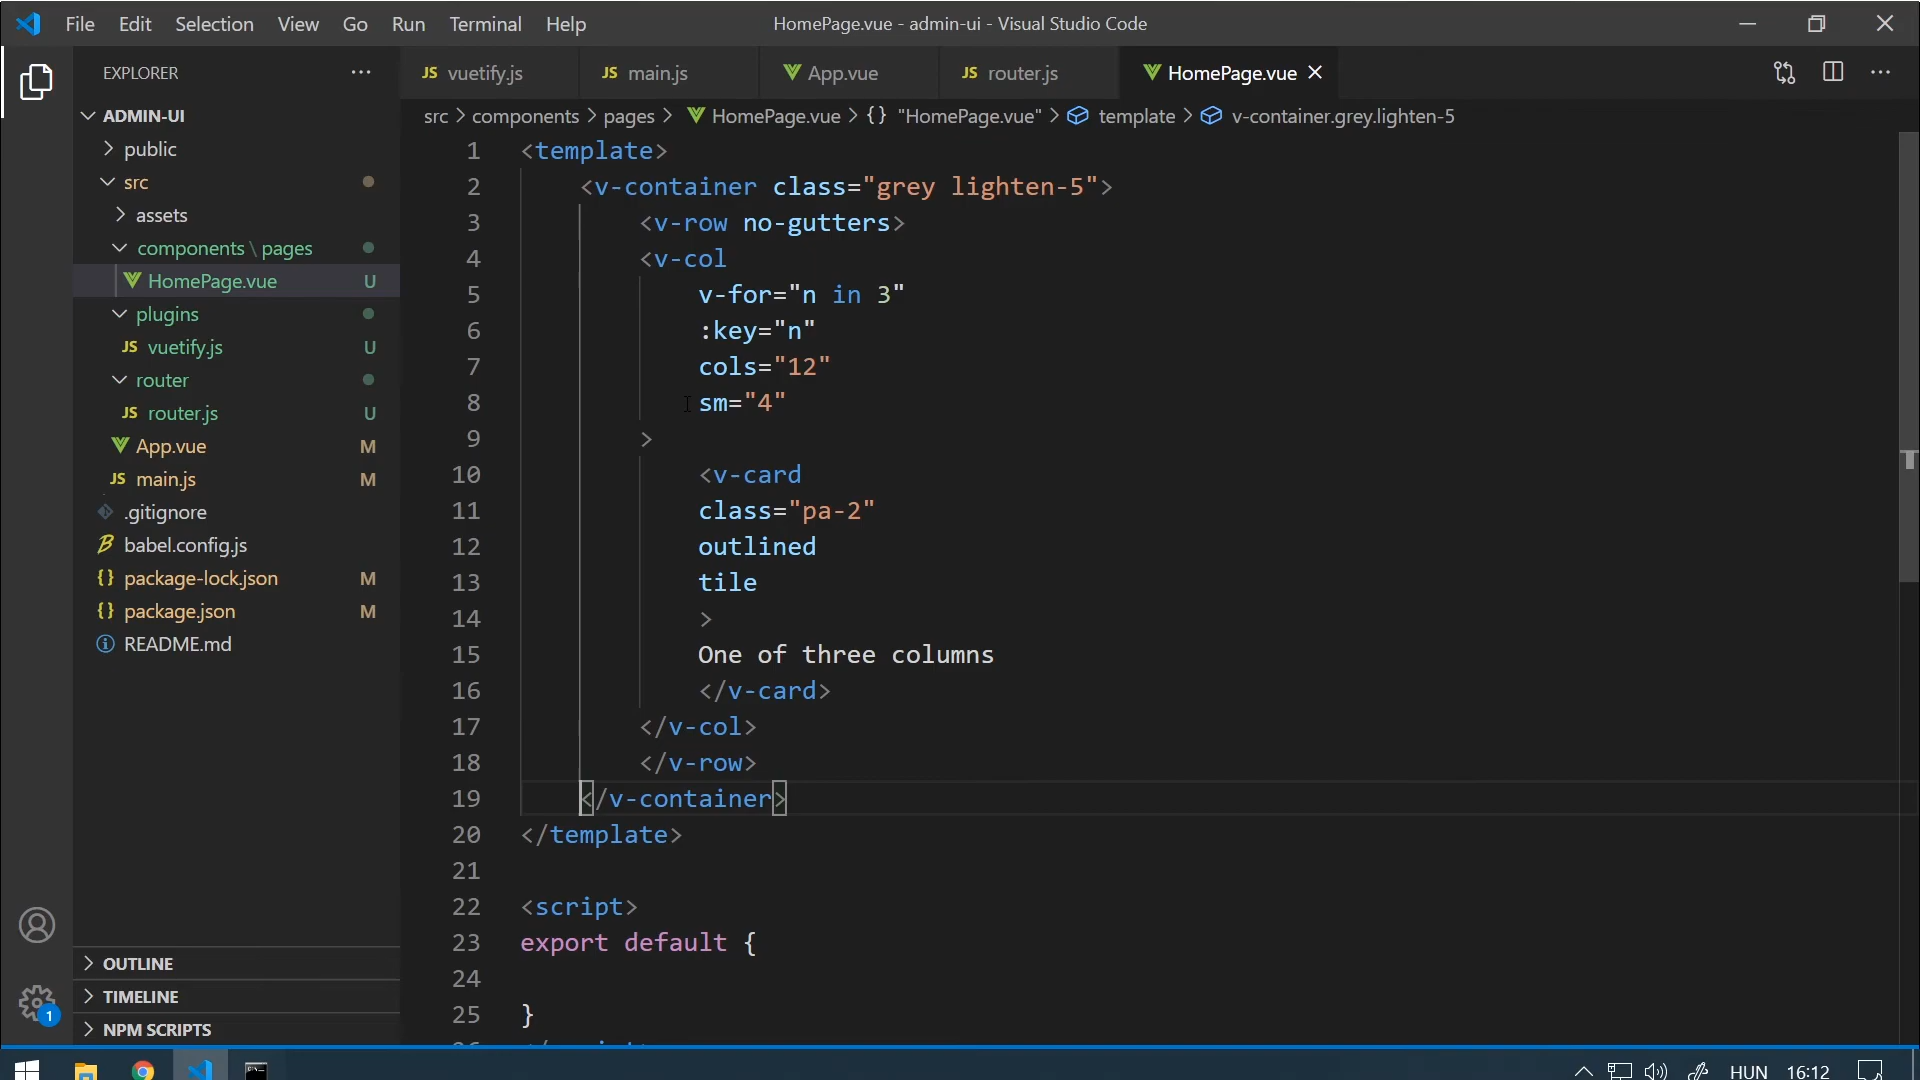 File Edit Selection View Go Run Terminal Help
HomePage.vue - admin-ui - Visual Studio Code
EXPLORER
JS vuetify.js
JS main.js
App.vue
JS router.js
HomePage.vue
src > components > pages > HomePage.vue > {} "HomePage.vue" > template > v-container.grey.lighten-5
ADMIN-UI
public
src
assets
components \ pages
HomePage.vue U
plugins
JS vuetify.js U
router
JS router.js U
App.vue M
JS main.js M
.gitignore
babel.config.js
{} package-lock.json M
{} package.json M
README.md
OUTLINE
TIMELINE
NPM SCRIPTS
1
1 <template>
2 <v-container class="grey lighten-5">
3 <v-row no-gutters>
4 <v-col
5 v-for="n in 3"
6 :key="n"
7 cols="12"
8 sm="4"
9 >
10 <v-card
11 class="pa-2"
12 outlined
13 tile
14 >
15 One of three columns
16 </v-card>
17 </v-col>
18 </v-row>
19 </v-container>
20 </template>
21
22 <script>
23 export default {
24
25 }
HUN 16:12